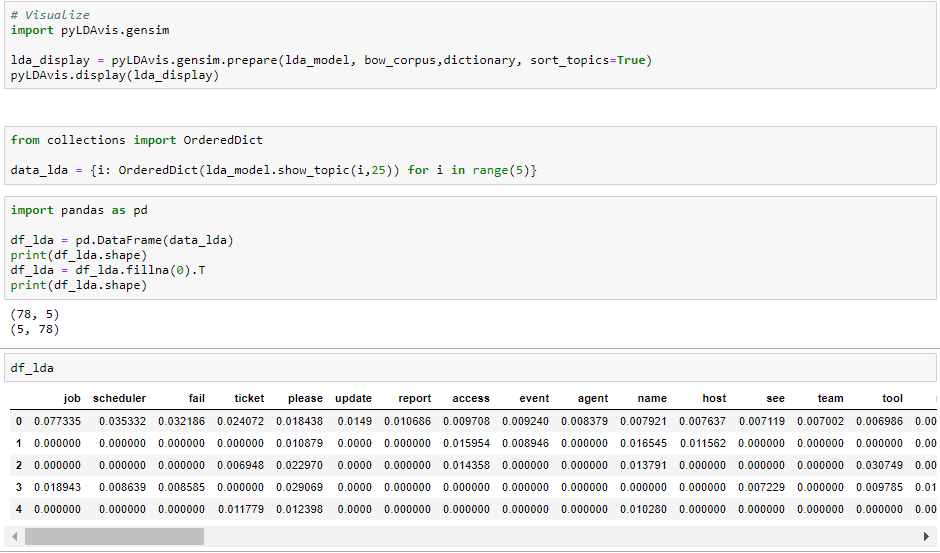 # Visualize
import pyLDAvis.gensim
lda_display = pyLDAvis.gensim.prepare(lda_model, bow_corpus,dictionary, sort_topics=True)
pyLDAvis.display(lda_display)
from collections import OrderedDict
data_lda = {i: OrderedDict(lda_model.show_topic(i,25)) for i in range(5)}
import pandas as pd
df_lda = pd.DataFrame(data_lda)
print(df_lda.shape)
df_lda = df_lda.fillna(0).T
print(df_lda.shape)
(78, 5)
(5, 78)
df_lda
job scheduler fail ticket please update report access event agent name host see team tool
0 0.077335 0.035332 0.032186 0.024072 0.018438 0.0149 0.010686 0.009708 0.009240 0.008379 0.007921 0.007637 0.007119 0.007002 0.006986 0.00
1 0.000000 0.000000 0.000000 0.000000 0.010879 0.0000 0.000000 0.015954 0.008946 0.000000 0.016545 0.011562 0.000000 0.000000 0.000000 0.00
2 0.000000 0.000000 0.000000 0.006948 0.022970 0.0000 0.000000 0.014358 0.000000 0.000000 0.013791 0.000000 0.000000 0.000000 0.030749 0.00
3 0.018943 0.008639 0.008585 0.000000 0.029069 0.0000 0.000000 0.000000 0.000000 0.000000 0.000000 0.000000 0.007229 0.000000 0.009785 0.01
4 0.000000 0.000000 0.000000 0.011779 0.012398 0.0000 0.000000 0.000000 0.000000 0.000000 0.010280 0.000000 0.000000 0.000000 0.000000 0.00